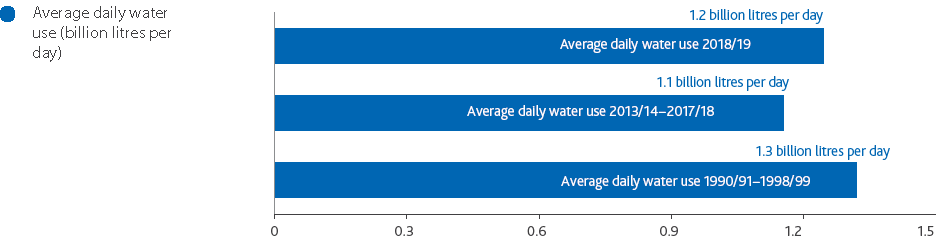 Average daily water
use (billion litres per
day)
1.2 billion litres per day
Average daily water use 2018/19
1.1 billion litres per day
Average daily water use 2013/14–2017/18
1.3 billion litres per day
Average daily water use 1990/91–1998/99
0 0.3 0.6 0.9 1.2 1.5